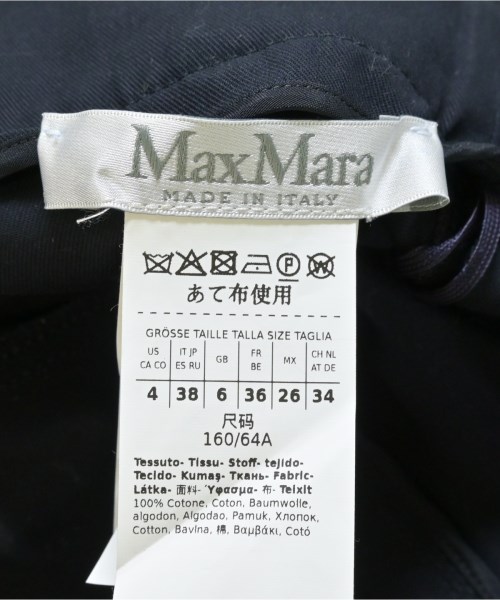 MaxMara
MADE IN ITALY
P W
あて布使用
GRÖSSE TAILLE TALLA SIZE TAGLIA
US IT JP GB FR MX CH NL
CA CO ES RU BE AT DE
4 38 6 36 26 34
尺码
160/64A
Tessuto- Tissu- Stoff- tejido-
Tecido- Kumaş- Ткань- Fabric-
Látka- 面料- Ύφασμα- 布- Teixit
100% Cotone, Coton, Baumwolle,
algodon, Algodao, Pamuk, Хлопок,
Cotton, Bavlna, 棉, Βαμβάκι, Cotó